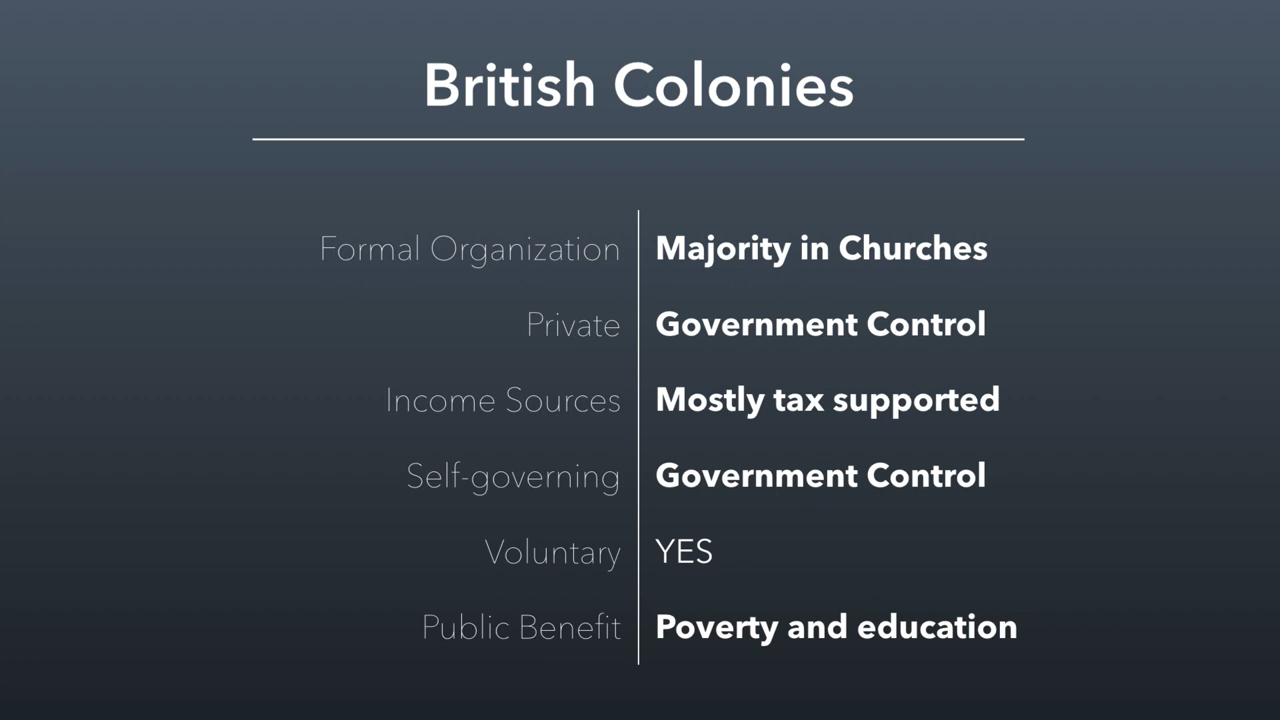 British Colonies
Formal Organization Majority in Churches
Private Government Control
Income Sources Mostly tax supported
Self-governing Government Control
Voluntary YES
Public Benefit Poverty and education